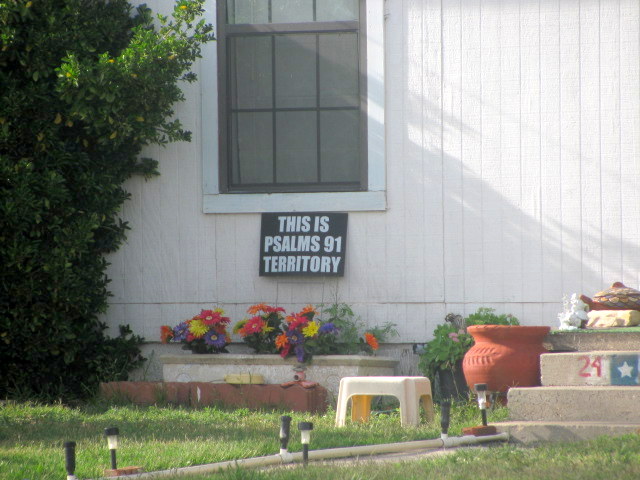 THIS IS
PSALMS 91
TERRITORY
24